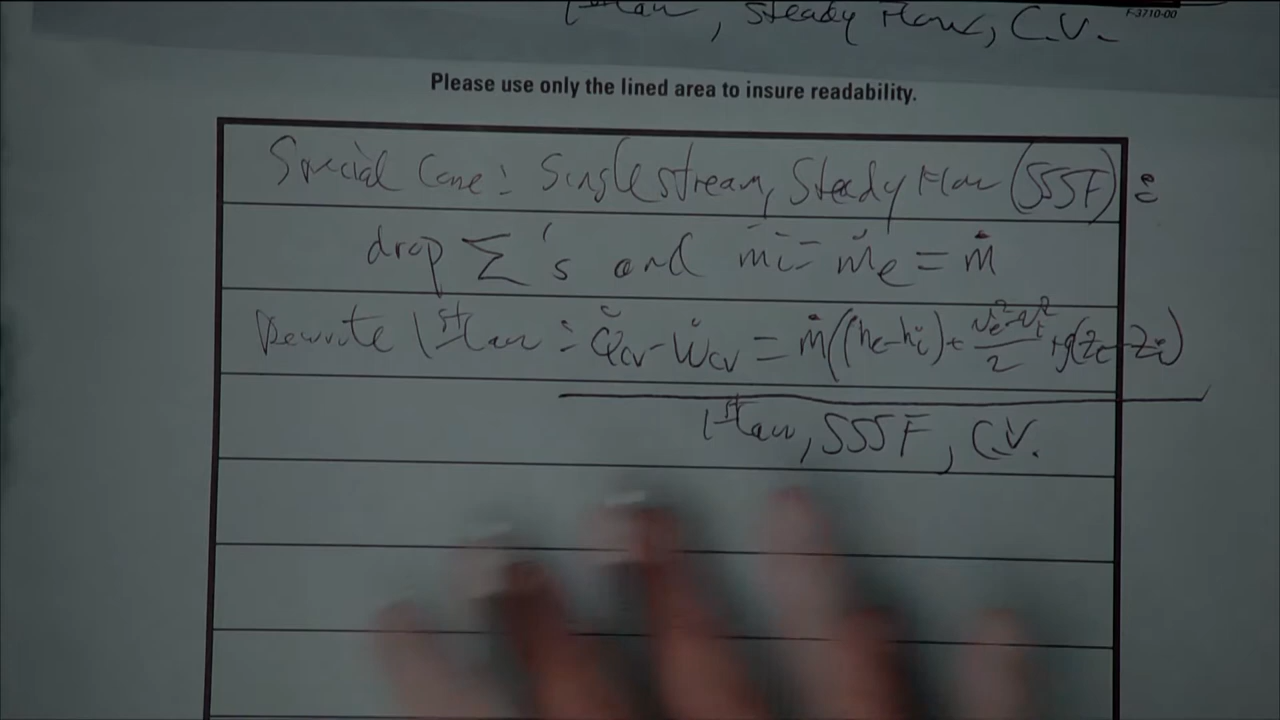 1st Law, Steady Flow, C.V.
F-3710-00
Please use only the lined area to insure readability.
Special Case: Single stream, Steady Flow (SSSF):
drop Σ's and ṁi = ṁe = ṁ
Rewrite 1st Law: Q̇cv - Ẇcv = ṁ((he-hi) + (Ve²-Vi²)/2 + g(Ze-Zi))
1st Law, SSSF, C.V.